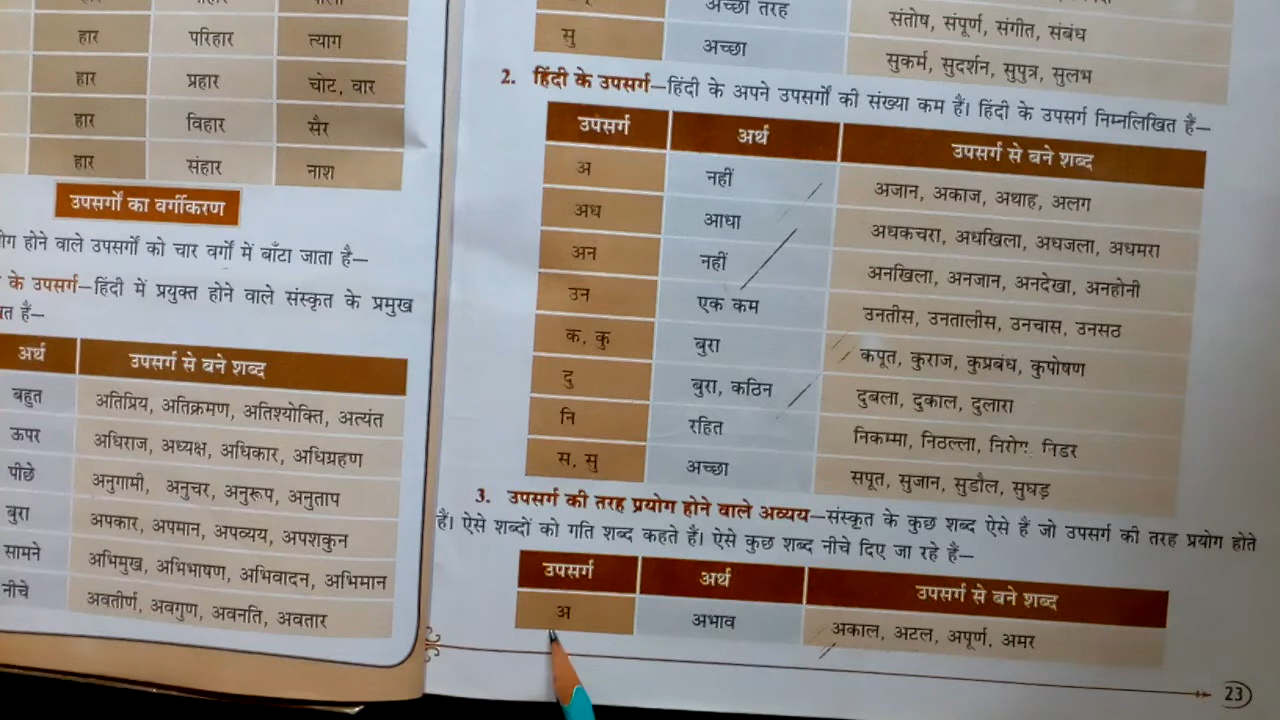 हार परिहार त्याग
हार प्रहार चोट, वार
हार विहार सैर
हार संहार नाश
उपसर्गों का वर्गीकरण
होने वाले उपसर्गों को चार वर्गों में बाँटा जाता है—
के उपसर्ग—हिंदी में प्रयुक्त होने वाले संस्कृत के प्रमुख
हैं—
अर्थ उपसर्ग से बने शब्द
बहुत अतिप्रिय, अतिक्रमण, अतिश्योक्ति, अत्यंत
ऊपर अधिराज, अध्यक्ष, अधिकार, अधिग्रहण
पीछे अनुगामी, अनुचर, अनुरूप, अनुताप
बुरा अपकार, अपमान, अपव्यय, अपशकुन
सामने अभिमुख, अभिभाषण, अभिवादन, अभिमान
नीचे अवतीर्ण, अवगुण, अवनति, अवतार
अच्छी तरह संतोष, संपूर्ण, संगीत, संबंध
सु अच्छा सुकर्म, सुदर्शन, सुपुत्र, सुलभ
2. हिंदी के उपसर्ग—हिंदी के अपने उपसर्गों की संख्या कम हैं। हिंदी के उपसर्ग निम्नलिखित हैं—
उपसर्ग अर्थ उपसर्ग से बने शब्द
अ नहीं अजान, अकाज, अथाह, अलग
अध आधा अधकचरा, अधखिला, अधजला, अधमरा
अन नहीं अनखिला, अनजान, अनदेखा, अनहोनी
उन एक कम उनतीस, उनतालीस, उनचास, उनसठ
क, कु बुरा कपूत, कुराज, कुप्रबंध, कुपोषण
दु बुरा, कठिन दुबला, दुकाल, दुलारा
नि रहित निकम्मा, निठल्ला, निडर
स, सु अच्छा सपूत, सुजान, सुडौल, सुघड़
3. उपसर्ग की तरह प्रयोग होने वाले अव्यय—संस्कृत के कुछ शब्द ऐसे हैं जो उपसर्ग की तरह प्रयोग होते
हैं। ऐसे शब्दों को गति शब्द कहते हैं। ऐसे कुछ शब्द नीचे दिए जा रहे हैं—
उपसर्ग अर्थ उपसर्ग से बने शब्द
अ अभाव अकाल, अटल, अपूर्ण, अमर
23